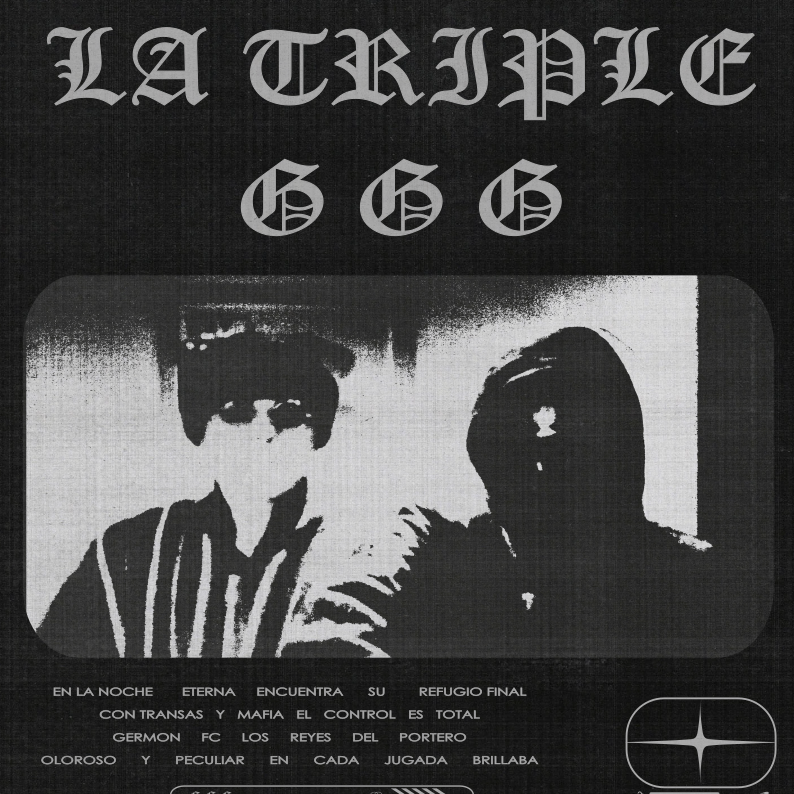 LA TRIPLE
G G G
EN LA NOCHE ETERNA ENCUENTRA SU REFUGIO FINAL
CON TRANSAS Y MAFIA EL CONTROL ES TOTAL
GERMON FC LOS REYES DEL PORTERO
OLOROSO Y PECULIAR EN CADA JUGADA BRILLABA